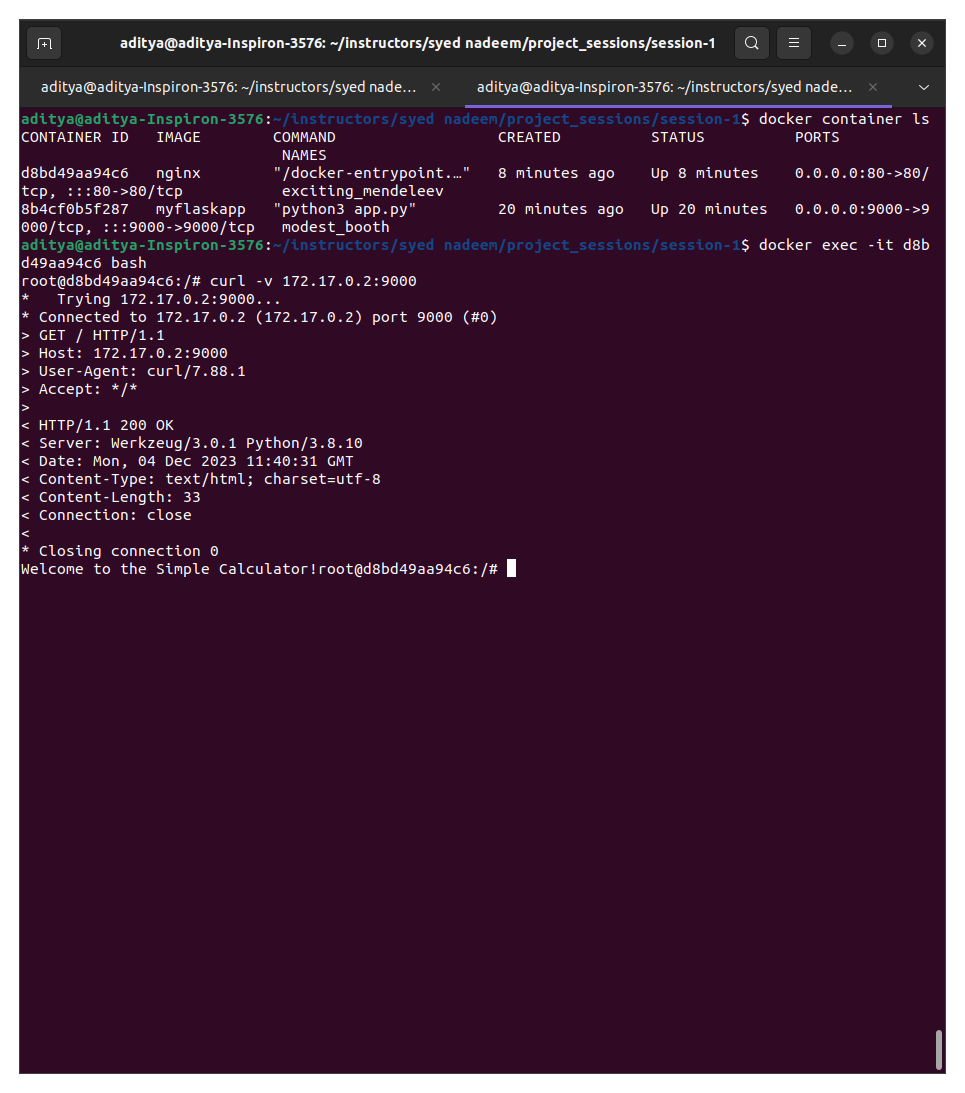 aditya@aditya-Inspiron-3576: ~/instructors/syed nadeem/project_sessions/session-1
aditya@aditya-Inspiron-3576: ~/instructors/syed nade... × aditya@aditya-Inspiron-3576: ~/instructors/syed nade... ×
aditya@aditya-Inspiron-3576:~/instructors/syed nadeem/project_sessions/session-1$ docker container ls
CONTAINER ID   IMAGE        COMMAND                  CREATED          STATUS          PORTS
                             NAMES
d8bd49aa94c6   nginx        "/docker-entrypoint.…"   8 minutes ago    Up 8 minutes    0.0.0.0:80->80/
tcp, :::80->80/tcp           exciting_mendeleev
8b4cf0b5f287   myflaskapp   "python3 app.py"         20 minutes ago   Up 20 minutes   0.0.0.0:9000->9
000/tcp, :::9000->9000/tcp   modest_booth
aditya@aditya-Inspiron-3576:~/instructors/syed nadeem/project_sessions/session-1$ docker exec -it d8b
d49aa94c6 bash
root@d8bd49aa94c6:/# curl -v 172.17.0.2:9000
*   Trying 172.17.0.2:9000...
* Connected to 172.17.0.2 (172.17.0.2) port 9000 (#0)
> GET / HTTP/1.1
> Host: 172.17.0.2:9000
> User-Agent: curl/7.88.1
> Accept: */*
>
< HTTP/1.1 200 OK
< Server: Werkzeug/3.0.1 Python/3.8.10
< Date: Mon, 04 Dec 2023 11:40:31 GMT
< Content-Type: text/html; charset=utf-8
< Content-Length: 33
< Connection: close
<
* Closing connection 0
Welcome to the Simple Calculator!root@d8bd49aa94c6:/#